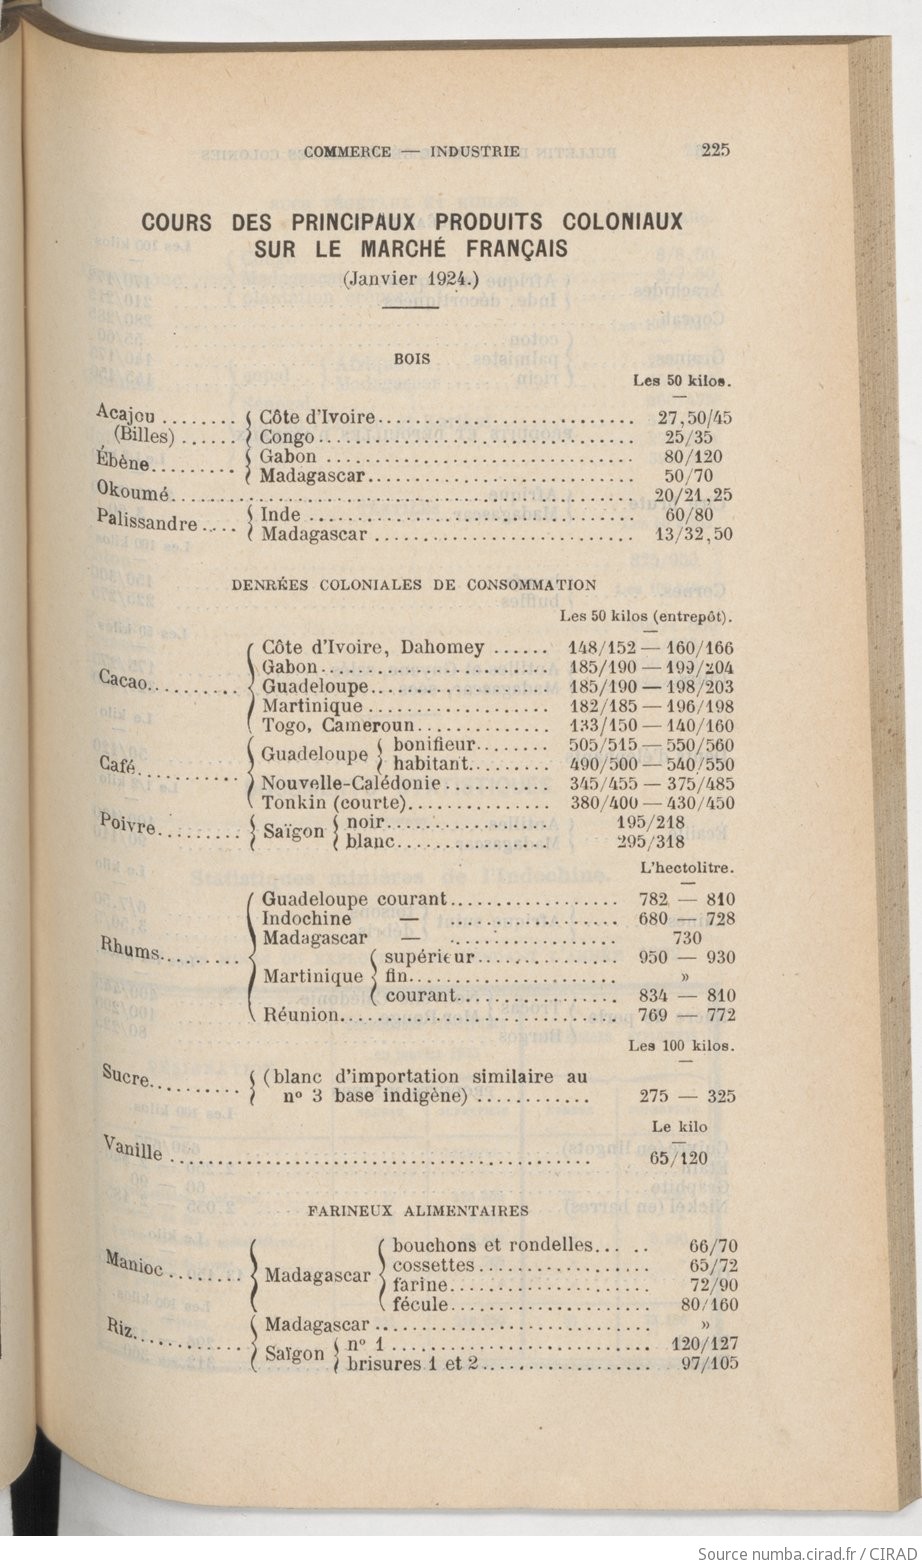 COMMERCE — INDUSTRIE 225
COURS DES PRINCIPAUX PRODUITS COLONIAUX
SUR LE MARCHÉ FRANÇAIS
(Janvier 1924.)
BOIS
Les 50 kilos.
Acajou ........ { Côte d'Ivoire.......................... 27,50/45
(Billes) ...... { Congo.......................... 25/35
Ébène......... { Gabon .......................... 80/120
{ Madagascar.......................... 50/70
Okoumé.......................................... 20/21,25
Palissandre .... { Inde .......................... 60/80
{ Madagascar .......................... 13/32,50
DENRÉES COLONIALES DE CONSOMMATION
Les 50 kilos (entrepôt).
Côte d'Ivoire, Dahomey ...... 148/152 — 160/166
Gabon.................... 185/190 — 199/204
Cacao.......... { Guadeloupe................ 185/190 — 198/203
Martinique ................... 182/185 — 196/198
Togo, Cameroun.............. 133/150 — 140/160
Guadeloupe { bonifieur........ 505/515 — 550/560
{ habitant......... 490/500 — 540/550
Café........... { Nouvelle-Calédonie ........... 345/455 — 375/485
Tonkin (courte)............... 380/400 — 430/450
Poivre......... { Saïgon { noir................. 195/218
{ blanc................ 295/318
L'hectolitre.
Guadeloupe courant.................. 782 — 810
Indochine — .................. 680 — 728
Madagascar — .................. 730
Rhums......... { Martinique { supérieur............... 950 — 930
{ fin...................... »
{ courant................. 834 — 810
Réunion.............................. 769 — 772
Les 100 kilos.
Sucre........... { (blanc d'importation similaire au
nº 3 base indigène) ............ 275 — 325
Le kilo
Vanille ............................................ 65/120
FARINEUX ALIMENTAIRES
Manioc ........ { Madagascar { bouchons et rondelles... .. 66/70
{ cossettes.................. 65/72
{ farine..................... 72/90
{ fécule..................... 80/160
Riz............ { Madagascar ............................. »
{ Saïgon { nº 1 .......................... 120/127
{ brisures 1 et 2.................. 97/105
Source numba.cirad.fr / CIRAD